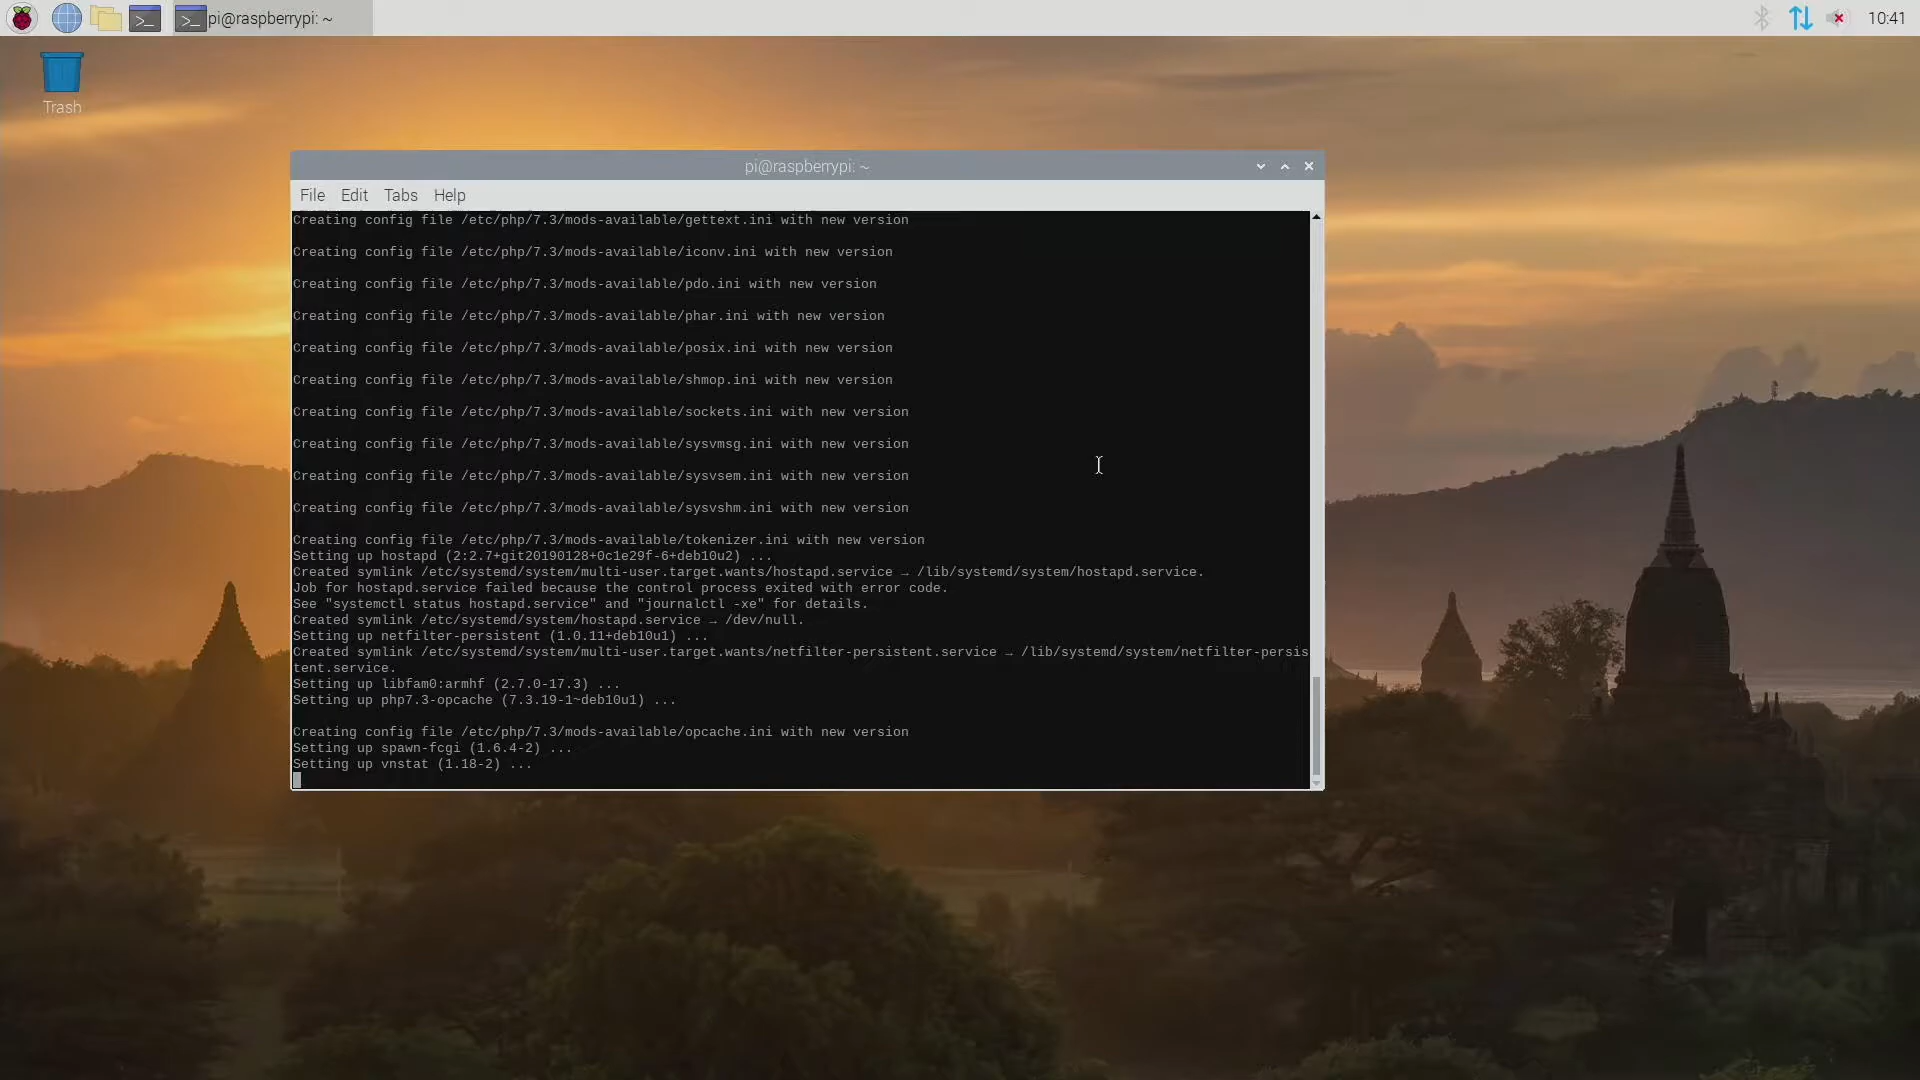 pi@raspberrypi: ~
10:41
Trash
pi@raspberrypi: ~
File Edit Tabs Help
Creating config file /etc/php/7.3/mods-available/gettext.ini with new version
Creating config file /etc/php/7.3/mods-available/iconv.ini with new version
Creating config file /etc/php/7.3/mods-available/pdo.ini with new version
Creating config file /etc/php/7.3/mods-available/phar.ini with new version
Creating config file /etc/php/7.3/mods-available/posix.ini with new version
Creating config file /etc/php/7.3/mods-available/shmop.ini with new version
Creating config file /etc/php/7.3/mods-available/sockets.ini with new version
Creating config file /etc/php/7.3/mods-available/sysvmsg.ini with new version
Creating config file /etc/php/7.3/mods-available/sysvsem.ini with new version
Creating config file /etc/php/7.3/mods-available/sysvshm.ini with new version
Creating config file /etc/php/7.3/mods-available/tokenizer.ini with new version
Setting up hostapd (2:2.7+git20190128+0c1e29f-6+deb10u2) ...
Created symlink /etc/systemd/system/multi-user.target.wants/hostapd.service → /lib/systemd/system/hostapd.service.
Job for hostapd.service failed because the control process exited with error code.
See "systemctl status hostapd.service" and "journalctl -xe" for details.
Created symlink /etc/systemd/system/hostapd.service → /dev/null.
Setting up netfilter-persistent (1.0.11+deb10u1) ...
Created symlink /etc/systemd/system/multi-user.target.wants/netfilter-persistent.service → /lib/systemd/system/netfilter-persis
tent.service.
Setting up libfam0:armhf (2.7.0-17.3) ...
Setting up php7.3-opcache (7.3.19-1~deb10u1) ...
Creating config file /etc/php/7.3/mods-available/opcache.ini with new version
Setting up spawn-fcgi (1.6.4-2) ...
Setting up vnstat (1.18-2) ...